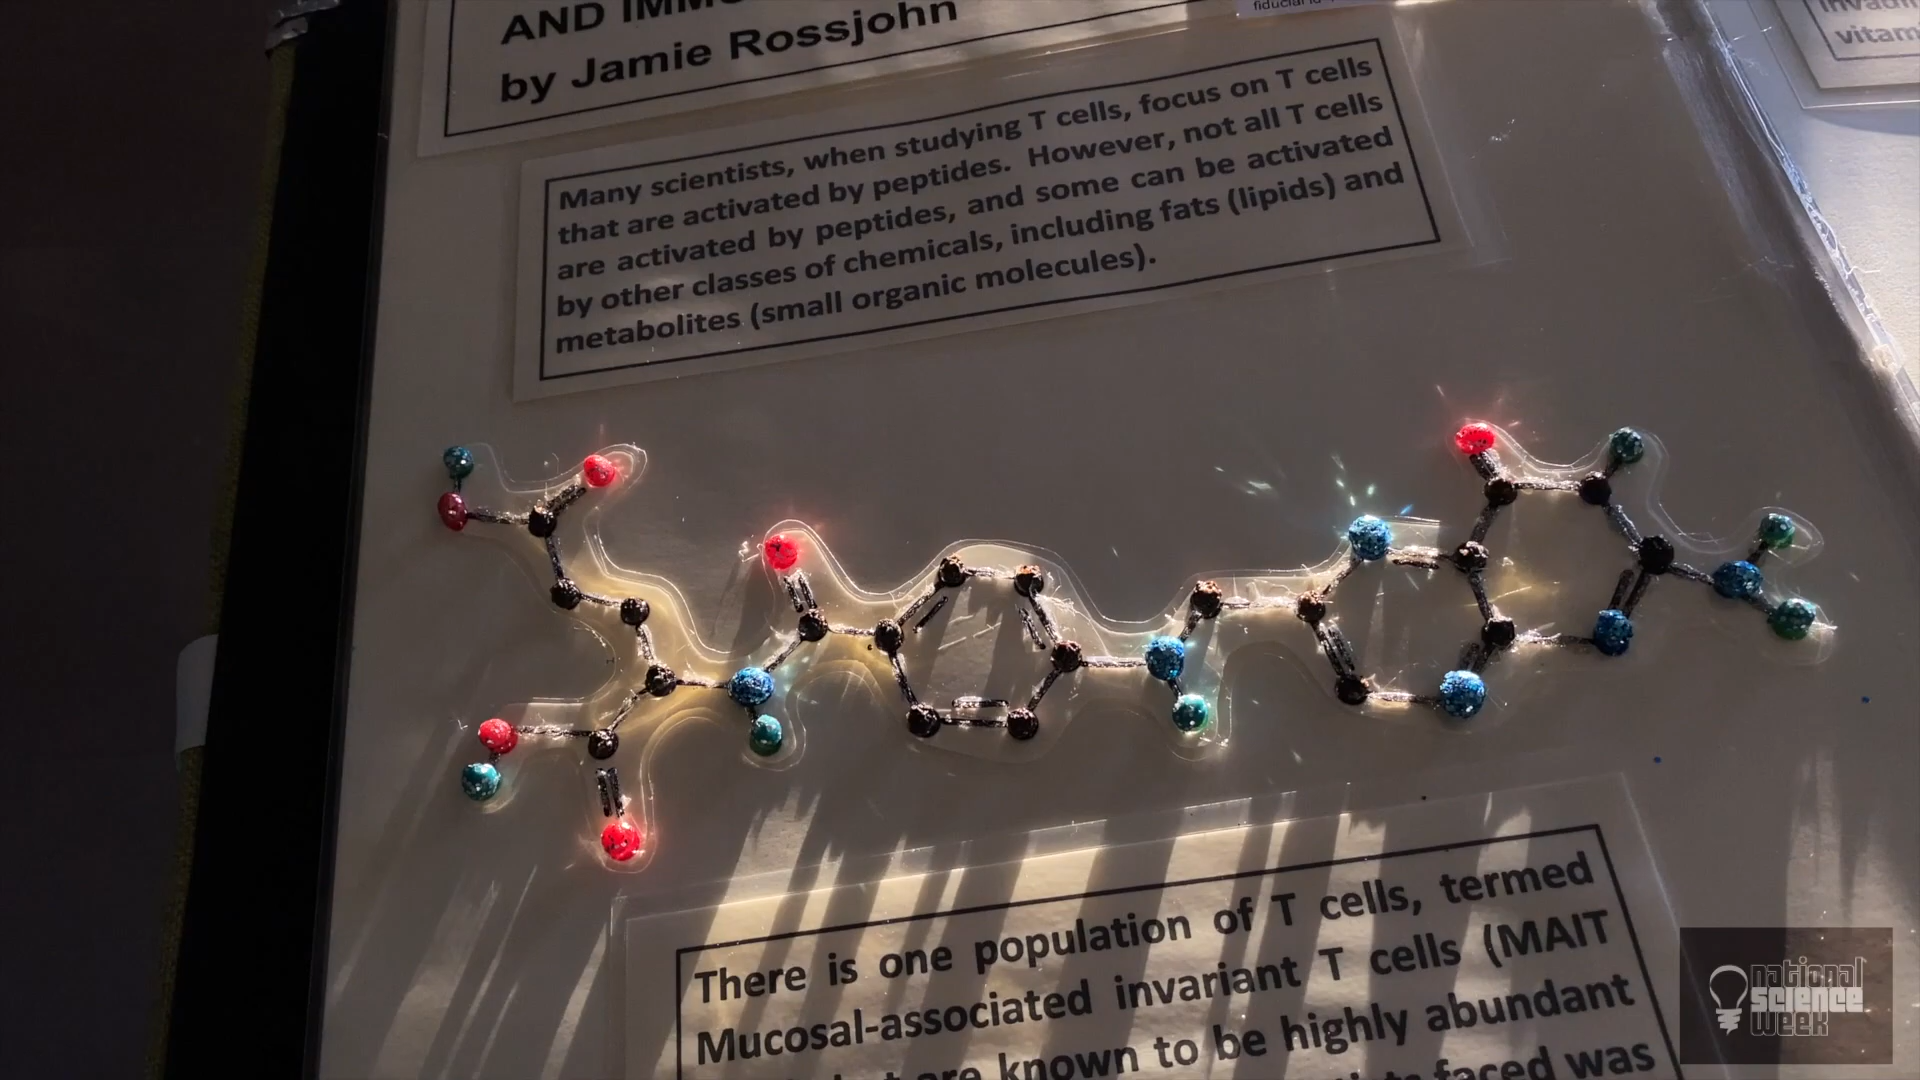 AND
by Jamie Rossjohn
Many scientists, when studying T cells, focus on T cells
that are activated by peptides. However, not all T cells
are activated by peptides, and some can be activated
by other classes of chemicals, including fats (lipids) and
metabolites (small organic molecules).
There is one population of T cells, termed
Mucosal-associated invariant T cells (MAIT
are known to be highly abundant
faced was
national
science
week